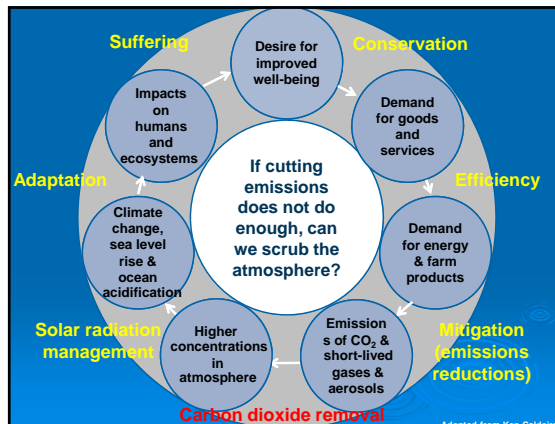 Suffering
Desire for
improved
well-being
Conservation
Impacts
on
humans
and
ecosystems
Demand
for goods
and
services
Adaptation
If cutting
emissions
does not do
enough, can
we scrub the
atmosphere?
Efficiency
Climate
change,
sea level
rise &
ocean
acidification
Demand
for energy
& farm
products
Solar radiation
management
Higher
concentrations
in
atmosphere
Emission
s of CO₂ &
short-lived
gases &
aerosols
Mitigation
(emissions
reductions)
Carbon dioxide removal
Adapted from Ken